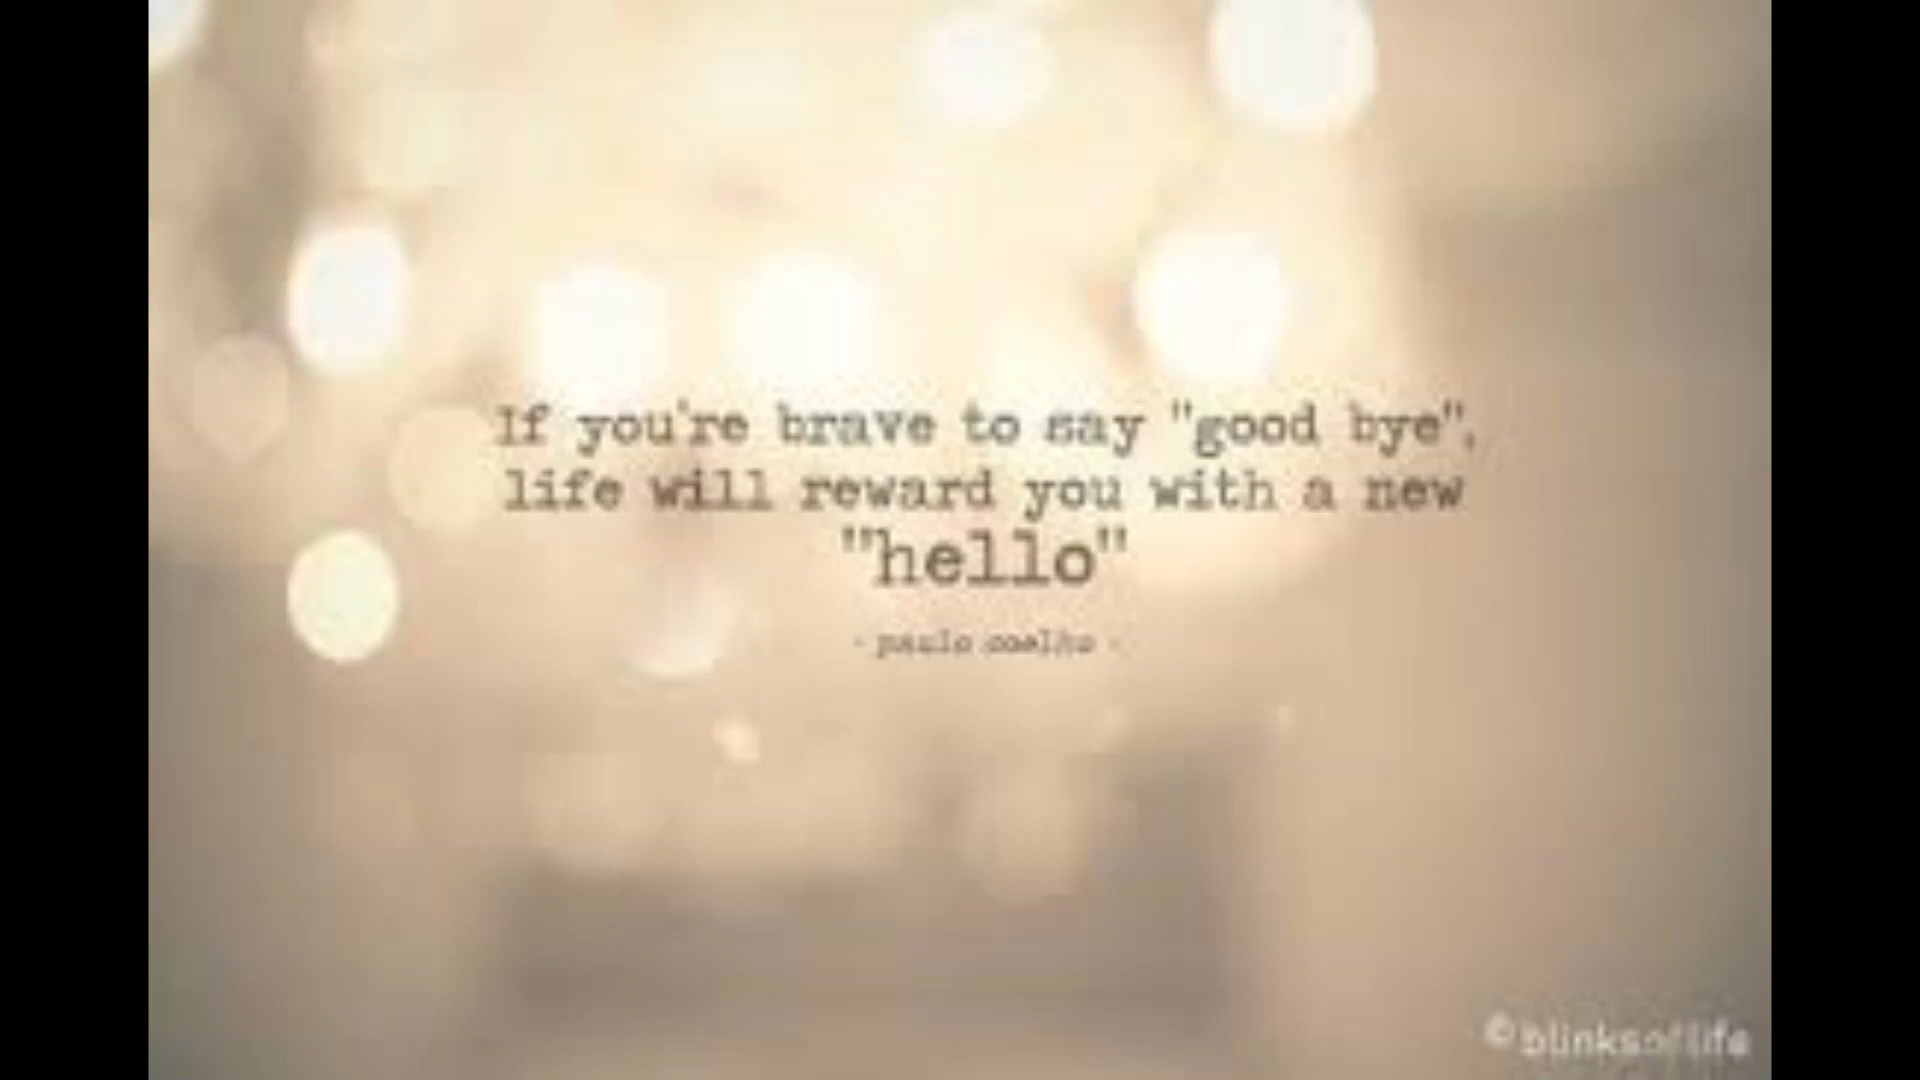 If you're brave to say "good bye",
life will reward you with a new
"hello"
- paulo coelho -
© blinksoflife